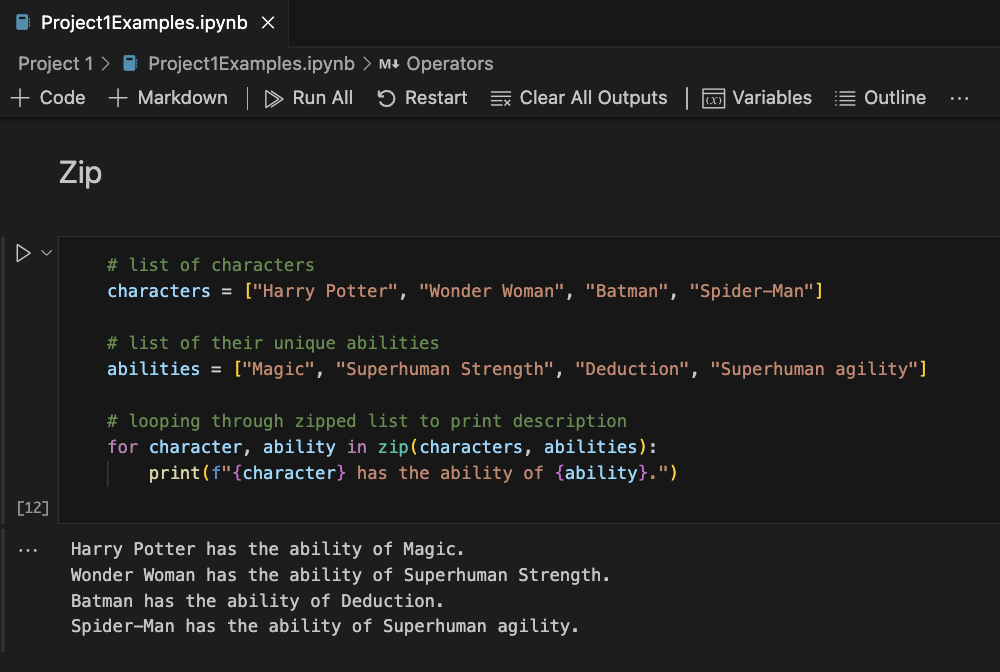 Project1Examples.ipynb
Project 1 > Project1Examples.ipynb > M↓ Operators
+ Code + Markdown | Run All Restart Clear All Outputs | Variables Outline ...
Zip
# list of characters
characters = ["Harry Potter", "Wonder Woman", "Batman", "Spider-Man"]
# list of their unique abilities
abilities = ["Magic", "Superhuman Strength", "Deduction", "Superhuman agility"]
# looping through zipped list to print description
for character, ability in zip(characters, abilities):
    print(f"{character} has the ability of {ability}.")
[12]
... Harry Potter has the ability of Magic.
Wonder Woman has the ability of Superhuman Strength.
Batman has the ability of Deduction.
Spider-Man has the ability of Superhuman agility.